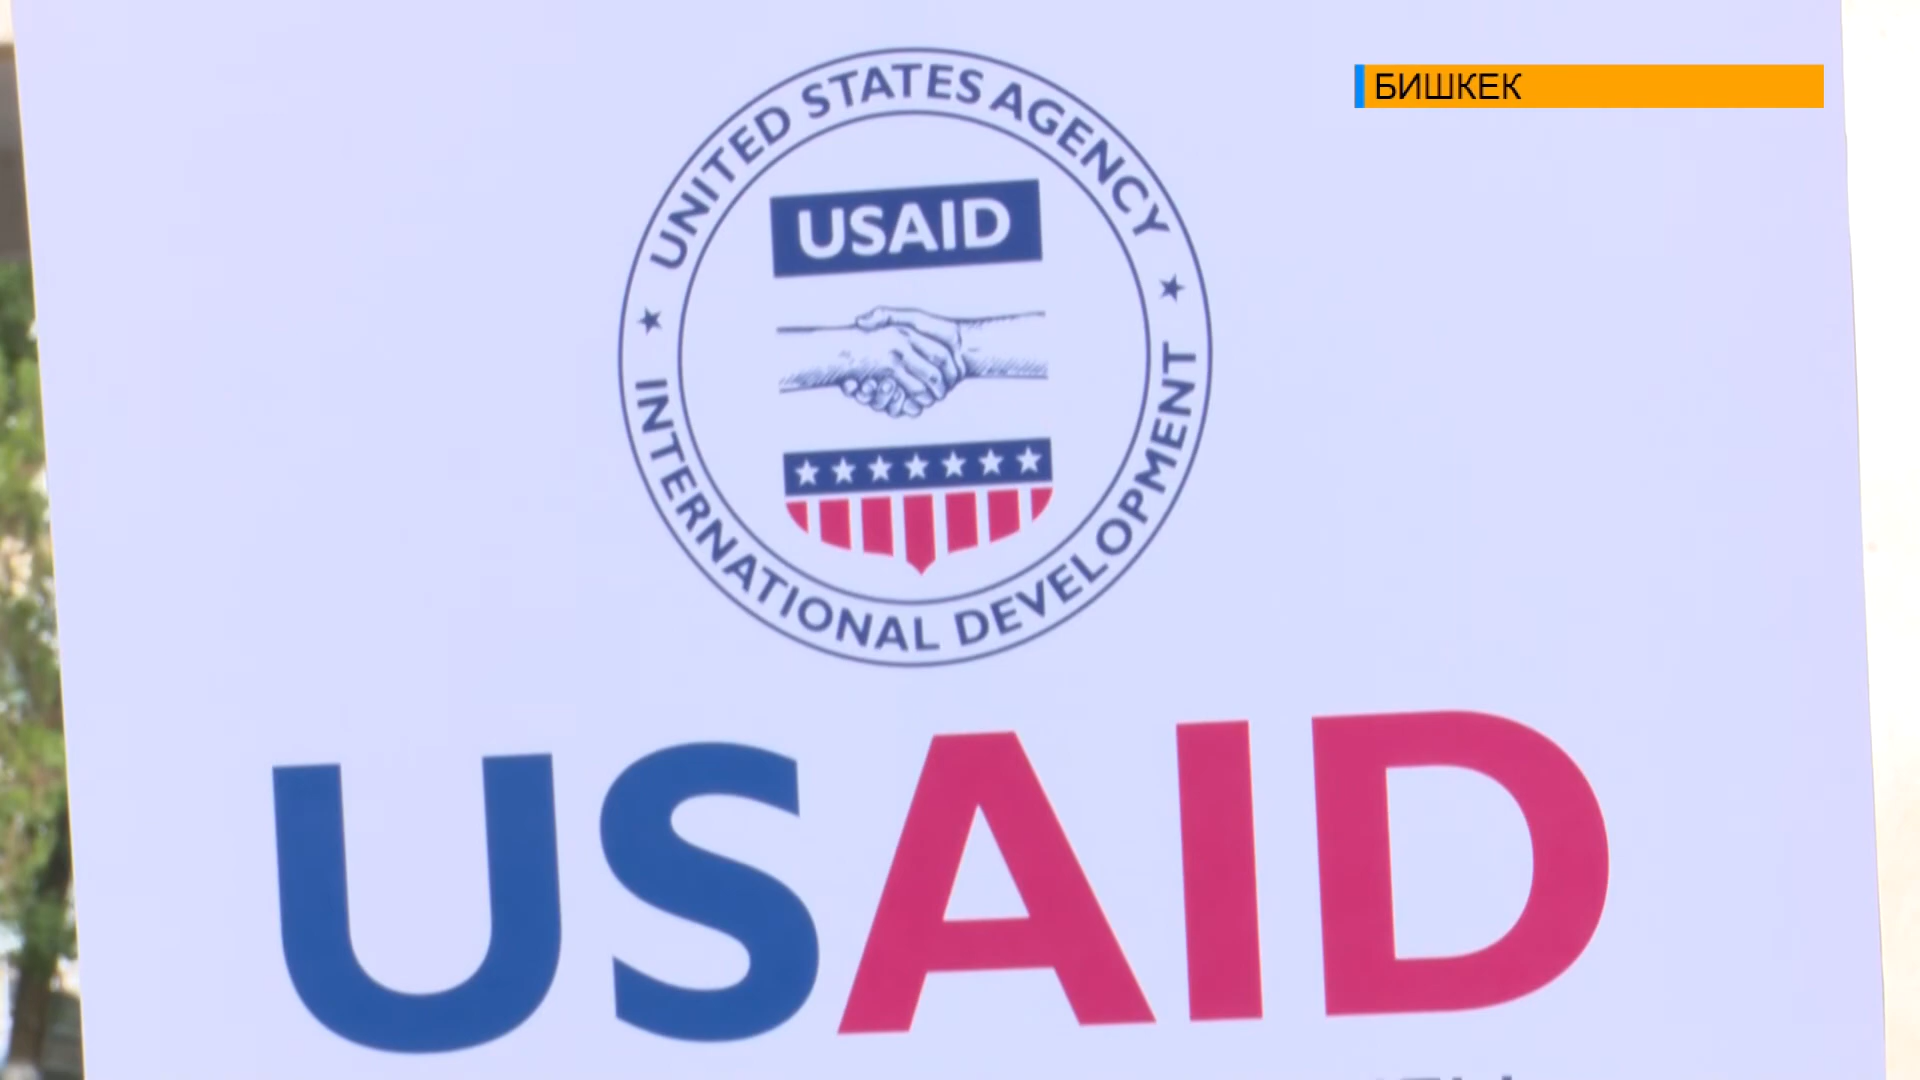 БИШКЕК
UNITED STATES AGENCY
USAID
INTERNATIONAL DEVELOPMENT
USAID